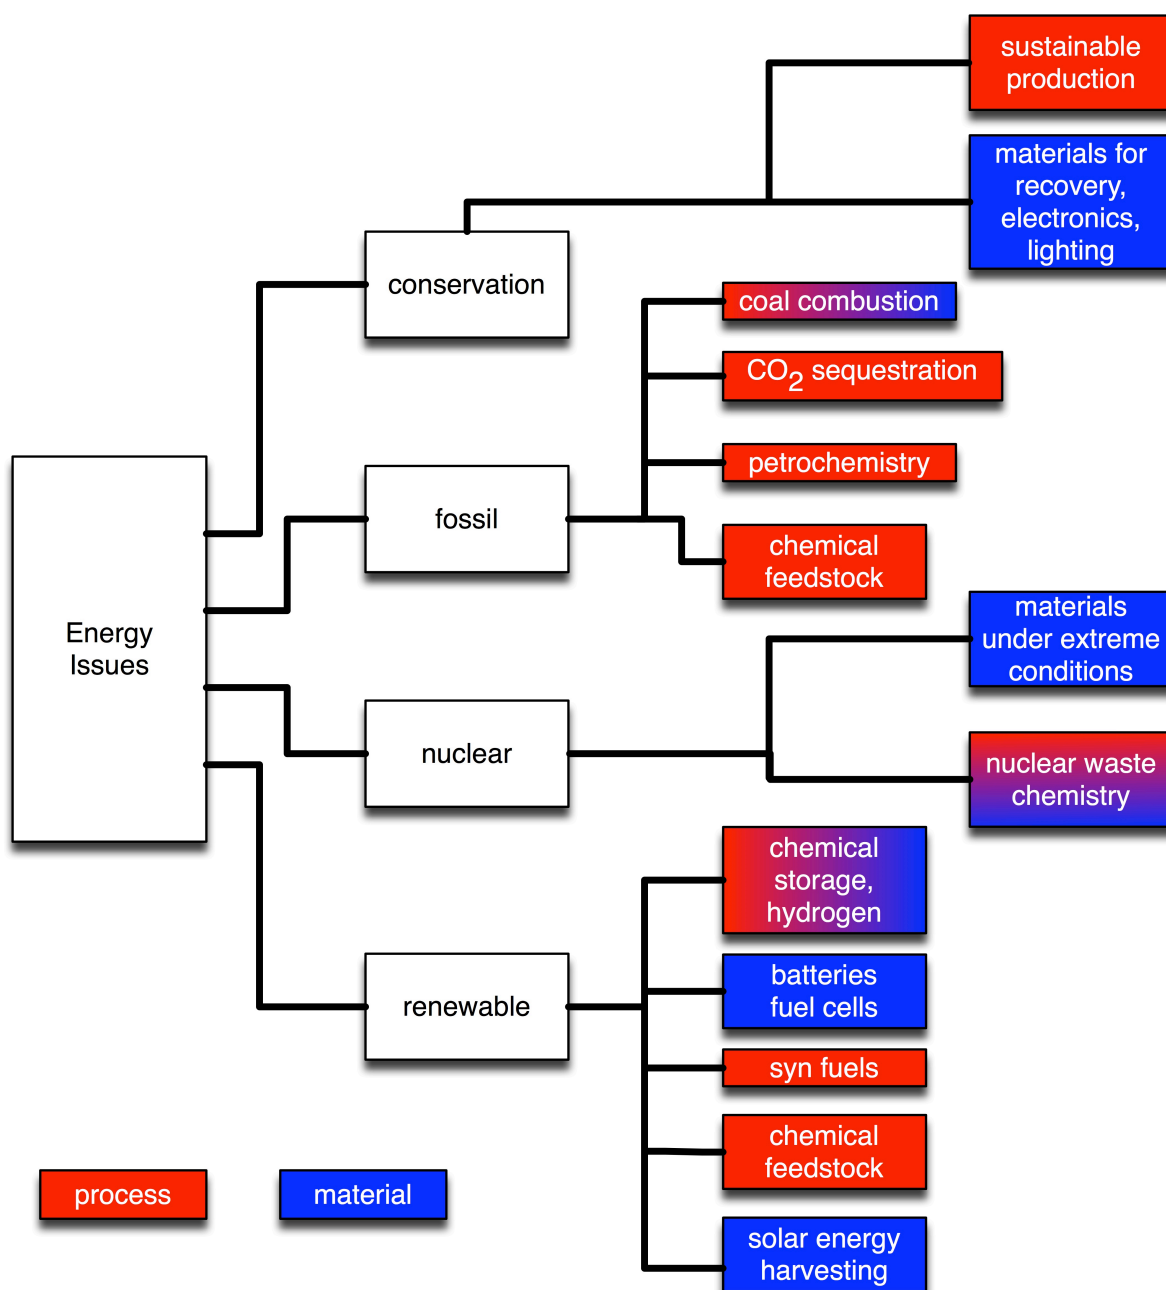 sustainable
production
materials for
recovery,
electronics,
lighting
conservation
coal combustion
CO2 sequestration
petrochemistry
fossil
chemical
feedstock
Energy
Issues
materials
under extreme
conditions
nuclear
nuclear waste
chemistry
chemical
storage,
hydrogen
batteries
fuel cells
renewable
syn fuels
chemical
feedstock
process
material
solar energy
harvesting